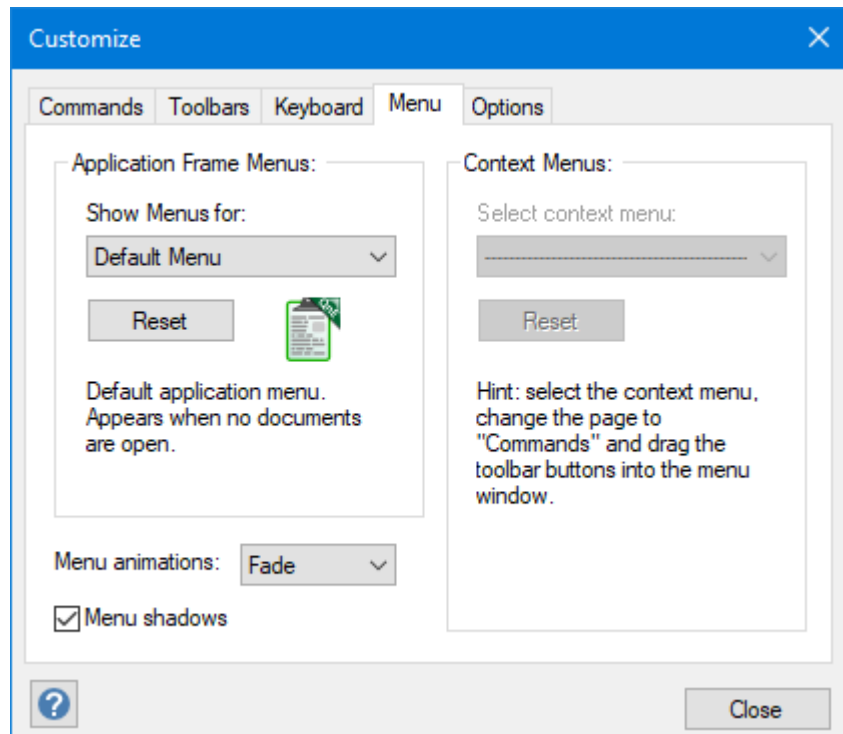 Customize
Commands Toolbars Keyboard Menu Options
Application Frame Menus:
Show Menus for:
Default Menu
Reset
QnE
Default application menu.
Appears when no documents
are open.
Context Menus:
Select context menu:
Reset
Hint: select the context menu,
change the page to
"Commands" and drag the
toolbar buttons into the menu
window.
Menu animations: Fade
Menu shadows
?
Close